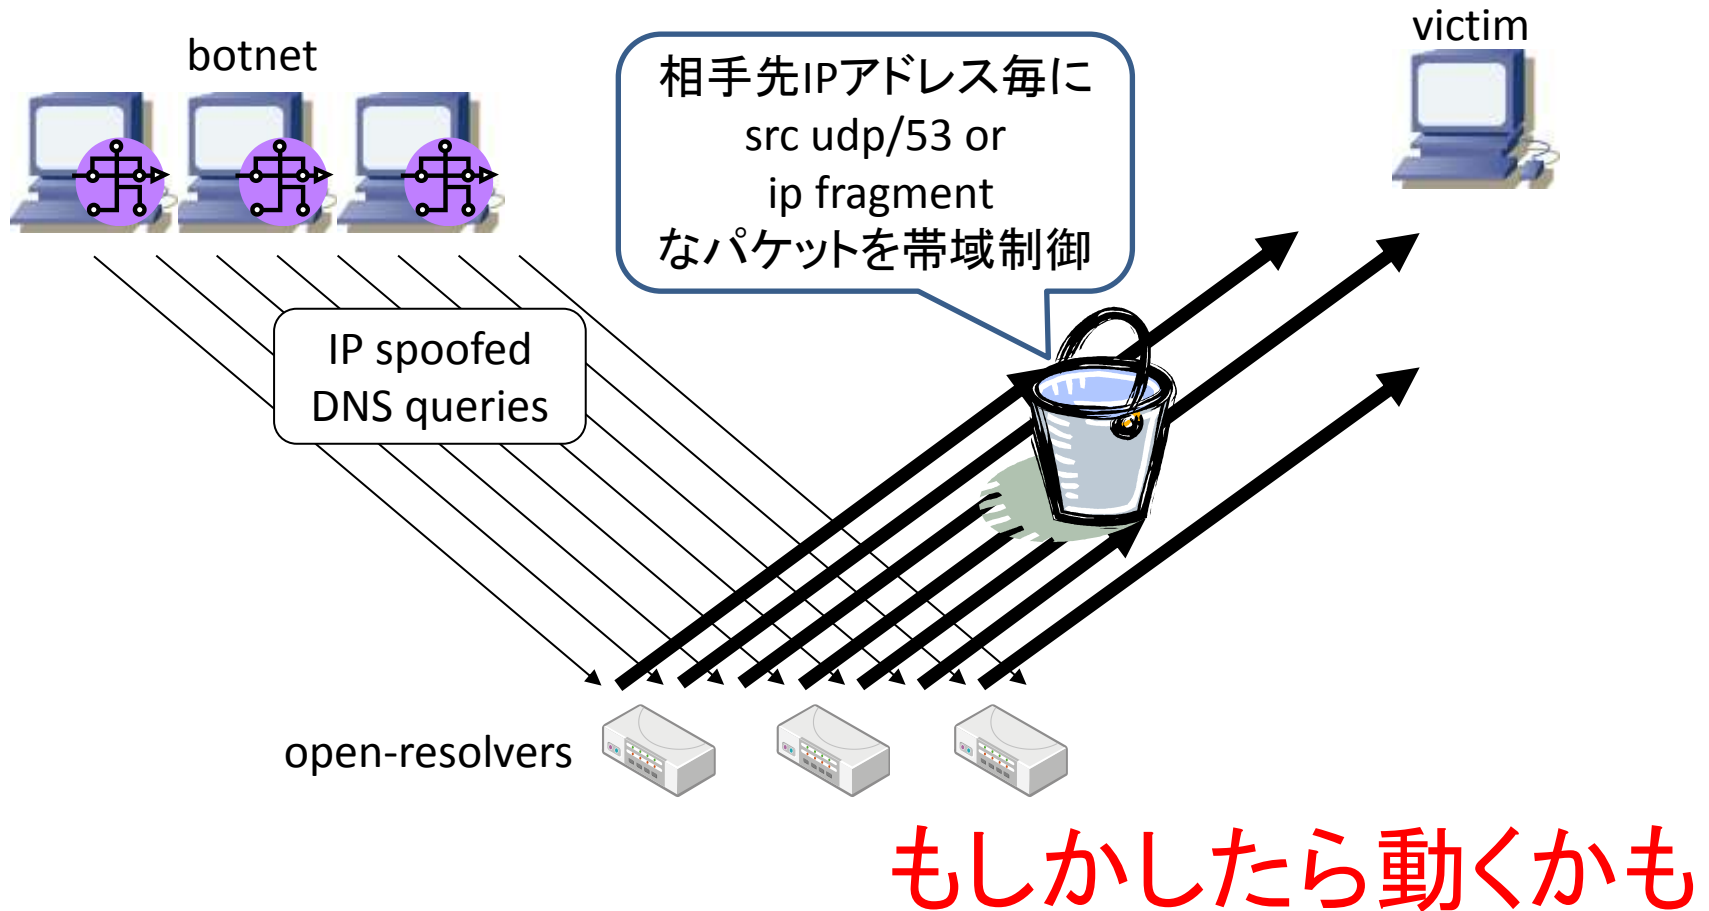 botnet
相手先IPアドレス毎に
src udp/53 or
ip fragment
なパケットを帯域制御
victim
IP spoofed
DNS queries
open-resolvers
もしかしたら動くかも